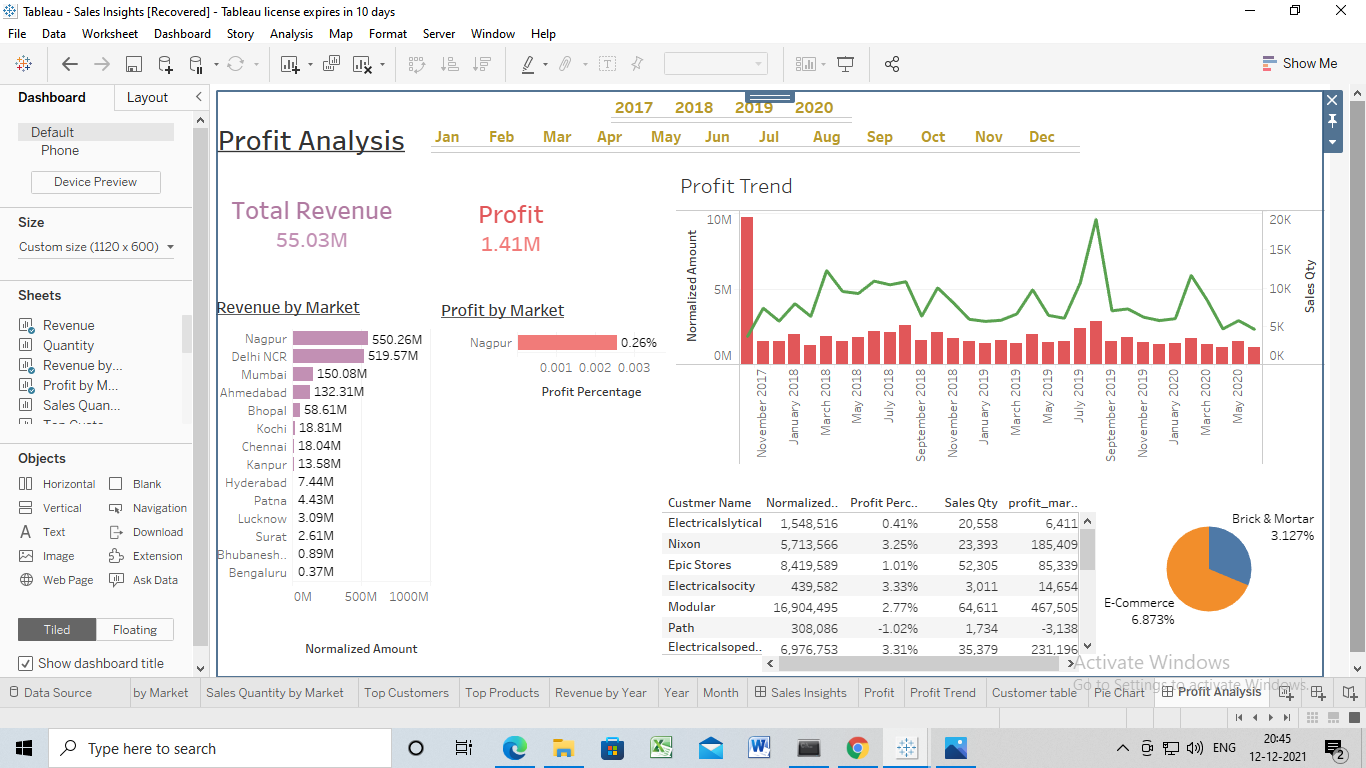 Tableau - Sales Insights [Recovered] - Tableau license expires in 10 days
File Data Worksheet Dashboard Story Analysis Map Format Server Window Help
Show Me
Dashboard Layout
Default
Phone
Device Preview
Size
Custom size (1120 x 600)
Sheets
Revenue
Quantity
Revenue by...
Profit by M...
Sales Quan...
Objects
Horizontal Blank
Vertical Navigation
Text Download
Image Extension
Web Page Ask Data
Tiled Floating
Show dashboard title
2017 2018 2019 2020
Profit Analysis
Jan Feb Mar Apr May Jun Jul Aug Sep Oct Nov Dec
Total Revenue
55.03M
Profit
1.41M
Revenue by Market
Nagpur 550.26M
Delhi NCR 519.57M
Mumbai 150.08M
Ahmedabad 132.31M
Bhopal 58.61M
Kochi 18.81M
Chennai 18.04M
Kanpur 13.58M
Hyderabad 7.44M
Patna 4.43M
Lucknow 3.09M
Surat 2.61M
Bhubanesh.. 0.89M
Bengaluru 0.37M
0M 500M 1000M
Normalized Amount
Profit by Market
Nagpur 0.26%
0.001 0.002 0.003
Profit Percentage
Profit Trend
Normalized Amount
10M
5M
0M
20K
15K
10K
5K
0K
Sales Qty
November 2017
January 2018
March 2018
May 2018
July 2018
September 2018
November 2018
January 2019
March 2019
May 2019
July 2019
September 2019
November 2019
January 2020
March 2020
May 2020
Custmer Name Normalized.. Profit Perc.. Sales Qty profit_mar..
Electricalslytical 1,548,516 0.41% 20,558 6,411
Nixon 5,713,566 3.25% 23,393 185,409
Epic Stores 8,419,589 1.01% 52,305 85,339
Electricalsocity 439,582 3.33% 3,011 14,654
Modular 16,904,495 2.77% 64,611 467,505
Path 308,086 -1.02% 1,734 -3,138
Electricalsoped.. 6,976,753 3.31% 35,379 231,196
Brick & Mortar
3.127%
E-Commerce
6.873%
Activate Windows
Go to Settings to activate Windows.
Data Source by Market Sales Quantity by Market Top Customers Top Products Revenue by Year Year Month Sales Insights Profit Profit Trend Customer table Pie Chart Profit Analysis
Type here to search
ENG
20:45
12-12-2021
2